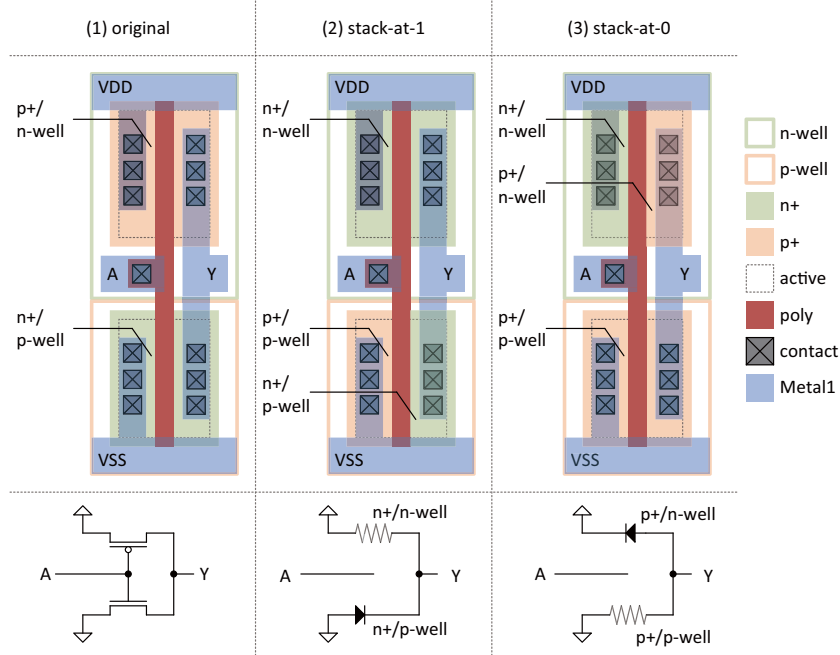 (1) original
(2) stack-at-1
(3) stack-at-0
VDD
p+/
n-well
A
Y
n+/
p-well
VSS
VDD
n+/
n-well
A
Y
p+/
p-well
n+/
p-well
VSS
VDD
n+/
n-well
p+/
n-well
A
Y
p+/
p-well
VSS
n-well
p-well
n+
p+
active
poly
contact
Metal1
A
Y
n+/n-well
A
Y
n+/p-well
p+/n-well
A
Y
p+/p-well